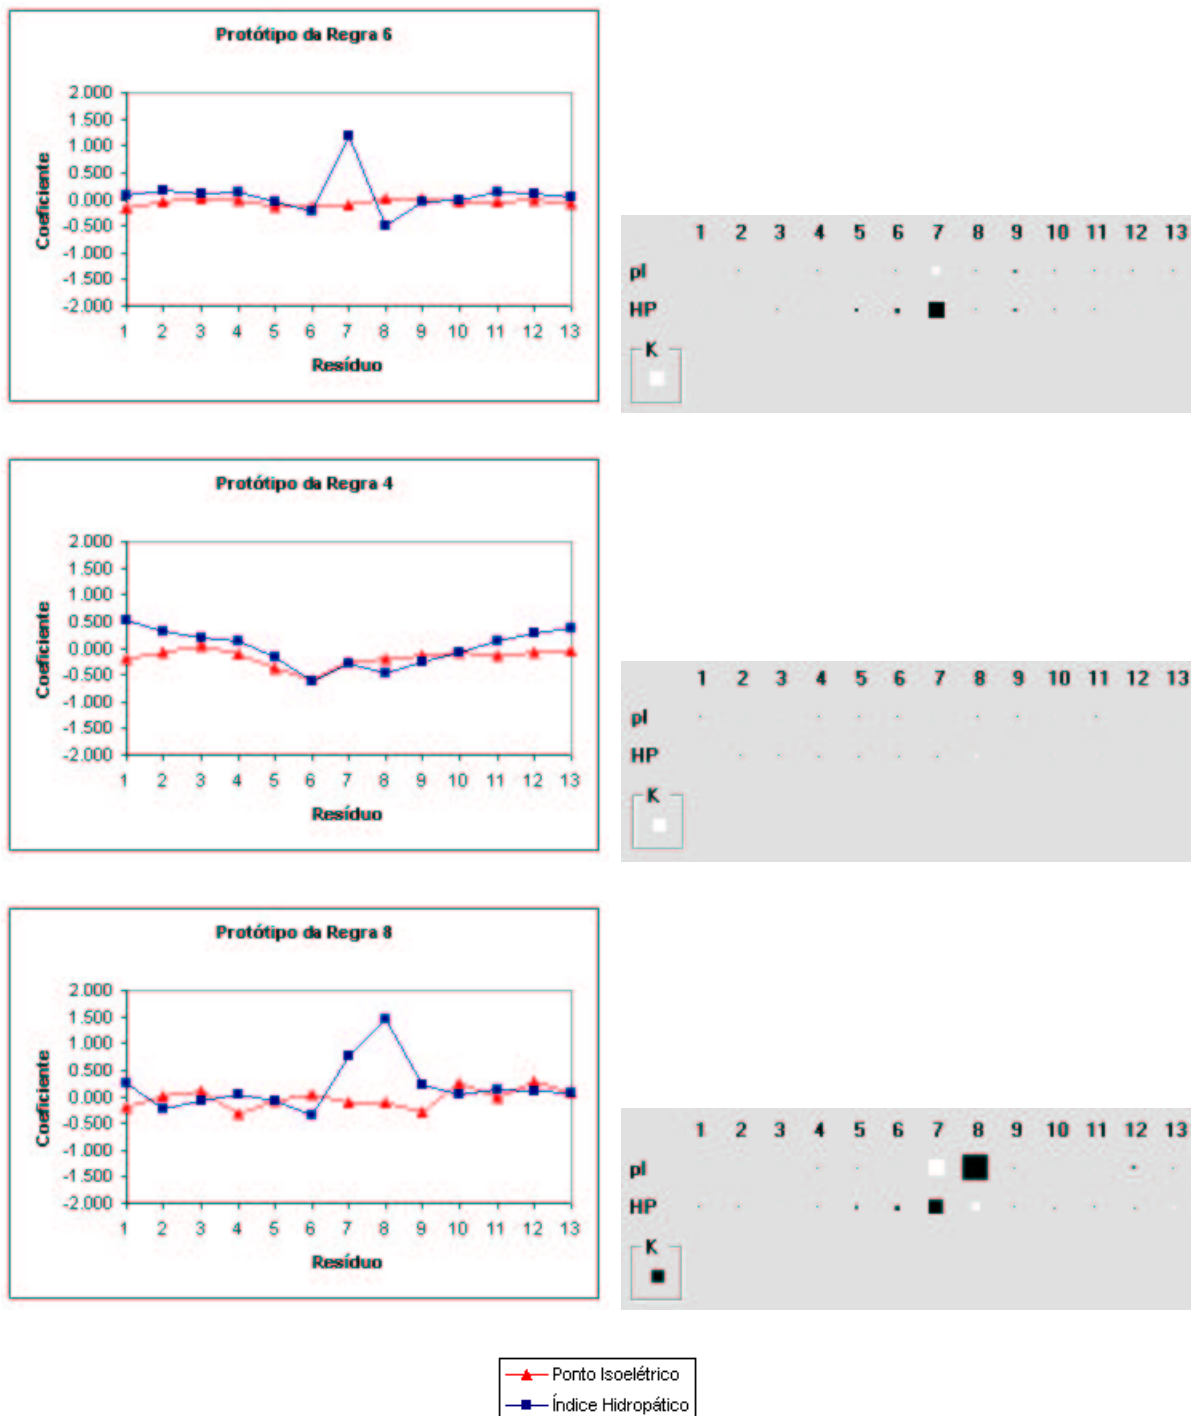 Protótipo da Regra 6
2.000
1.500
1.000
0.500
0.000
-0.500
-1.000
-1.500
-2.000
Coeficiente
1 2 3 4 5 6 7 8 9 10 11 12 13
Resíduo
1 2 3 4 5 6 7 8 9 10 11 12 13
pI
HP
K
Protótipo da Regra 4
2.000
1.500
1.000
0.500
0.000
-0.500
-1.000
-1.500
-2.000
Coeficiente
1 2 3 4 5 6 7 8 9 10 11 12 13
Resíduo
1 2 3 4 5 6 7 8 9 10 11 12 13
pI
HP
K
Protótipo da Regra 8
2.000
1.500
1.000
0.500
0.000
-0.500
-1.000
-1.500
-2.000
Coeficiente
1 2 3 4 5 6 7 8 9 10 11 12 13
Resíduo
1 2 3 4 5 6 7 8 9 10 11 12 13
pI
HP
K
Ponto Isoelétrico
Índice Hidropático